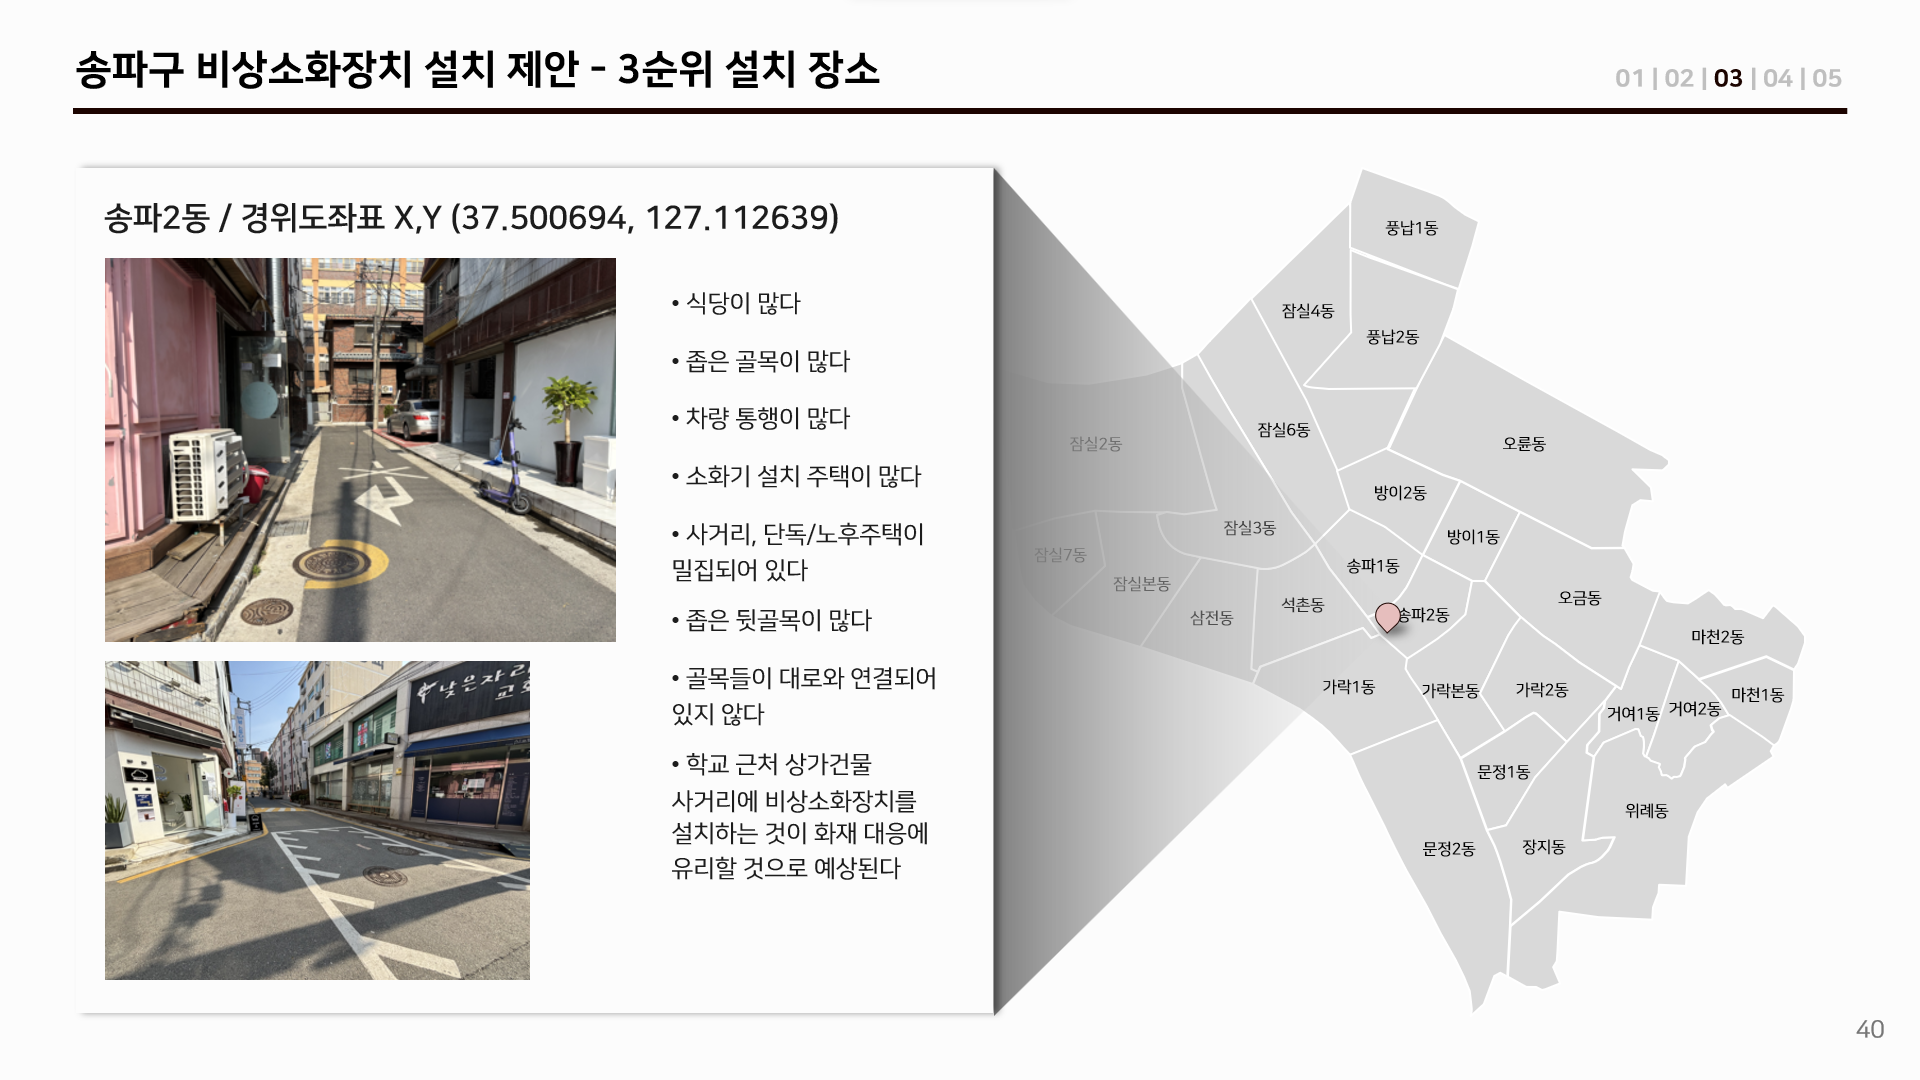 송파구 비상소화장치 설치 제안 - 3순위 설치 장소
01 | 02 | 03 | 04 | 05
송파2동 / 경위도좌표 X,Y (37.500694, 127.112639)
• 식당이 많다
• 좁은 골목이 많다
• 차량 통행이 많다
• 소화기 설치 주택이 많다
• 사거리, 단독/노후주택이
밀집되어 있다
• 좁은 뒷골목이 많다
• 골목들이 대로와 연결되어
있지 않다
• 학교 근처 상가건물
사거리에 비상소화장치를
설치하는 것이 화재 대응에
유리할 것으로 예상된다
낮은자리
교회
풍납1동
잠실4동
풍납2동
잠실6동
잠실2동
오륜동
방이2동
잠실3동
방이1동
잠실7동
송파1동
잠실본동
석촌동
삼전동
송파2동
오금동
마천2동
가락1동
가락본동
가락2동
마천1동
거여1동
거여2동
문정1동
위례동
문정2동
장지동
40